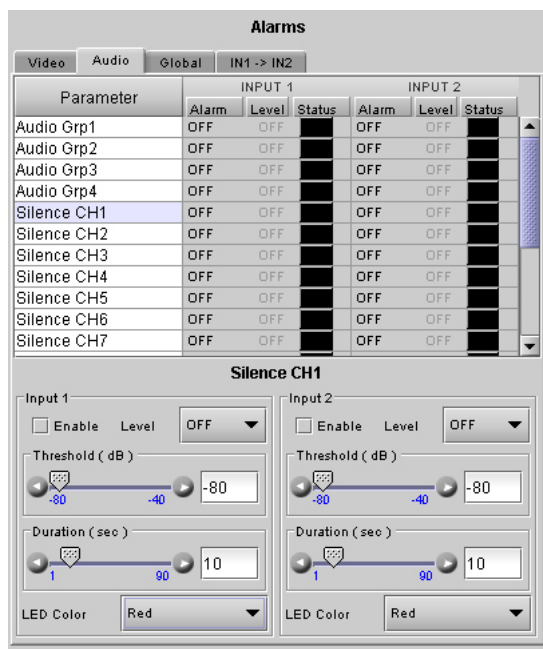 Alarms
Video Audio Global IN1 -> IN2
Parameter INPUT 1 INPUT 2
Alarm Level Status Alarm Level Status
Audio Grp1 OFF OFF OFF OFF
Audio Grp2 OFF OFF OFF OFF
Audio Grp3 OFF OFF OFF OFF
Audio Grp4 OFF OFF OFF OFF
Silence CH1 OFF OFF OFF OFF
Silence CH2 OFF OFF OFF OFF
Silence CH3 OFF OFF OFF OFF
Silence CH4 OFF OFF OFF OFF
Silence CH5 OFF OFF OFF OFF
Silence CH6 OFF OFF OFF OFF
Silence CH7 OFF OFF OFF OFF
Silence CH1
Input 1 Input 2
Enable Level OFF Enable Level OFF
Threshold ( dB ) Threshold ( dB )
-80 -40 -80 -80 -40 -80
Duration ( sec ) Duration ( sec )
1 90 10 1 90 10
LED Color Red LED Color Red